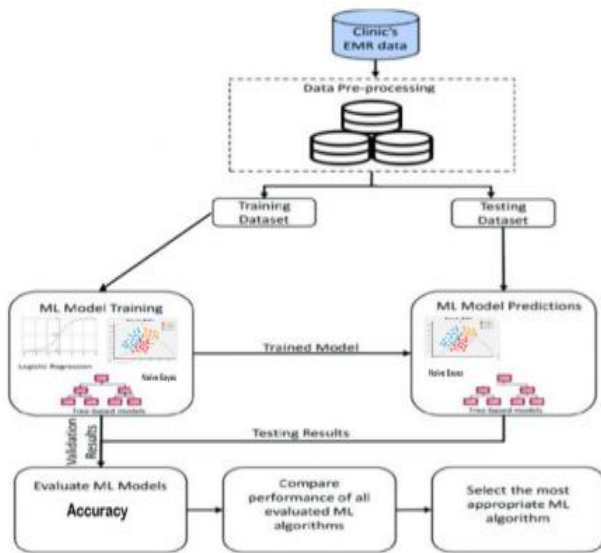 Clinic's
EMR data
Data Pre-processing
Training
Dataset
Testing
Dataset
ML Model Training
Logistic Regression
Naive Bayes
Tree-based models
Trained Model
ML Model Predictions
Naive Bayes
Tree-based models
Validation
Results
Testing Results
Evaluate ML Models
Accuracy
Compare
performance of all
evaluated ML
algorithms
Select the most
appropriate ML
algorithm